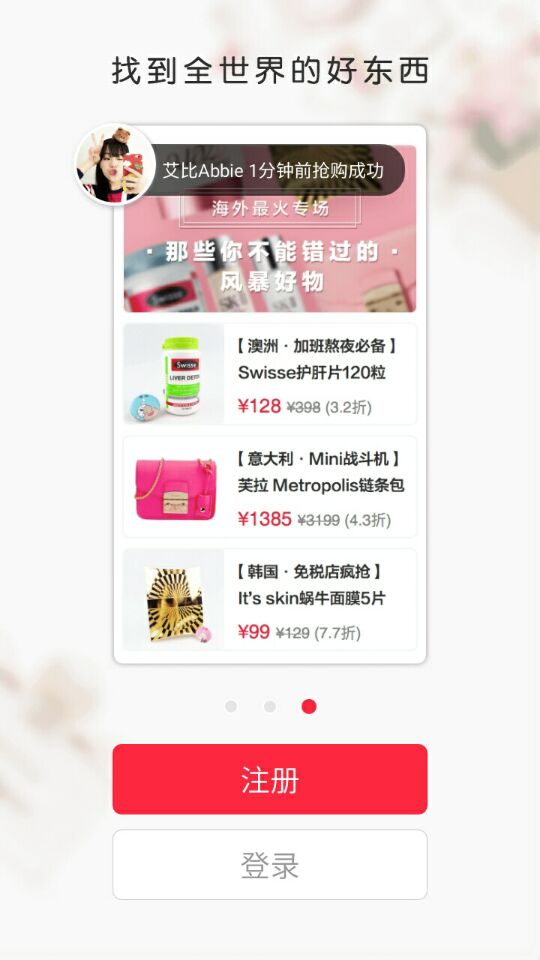 找到全世界的好东西
艾比Abbie 1分钟前抢购成功
海外最火专场
· 那些你不能错过的 ·
风暴好物
Swisse
SK-II
Swisse
LIVER DETOX
【澳洲 · 加班熬夜必备】
Swisse护肝片120粒
¥128 ¥398 (3.2折)
【意大利 · Mini战斗机】
芙拉 Metropolis链条包
¥1385 ¥3199 (4.3折)
【韩国 · 免税店疯抢】
It's skin蜗牛面膜5片
¥99 ¥129 (7.7折)
注册
登录